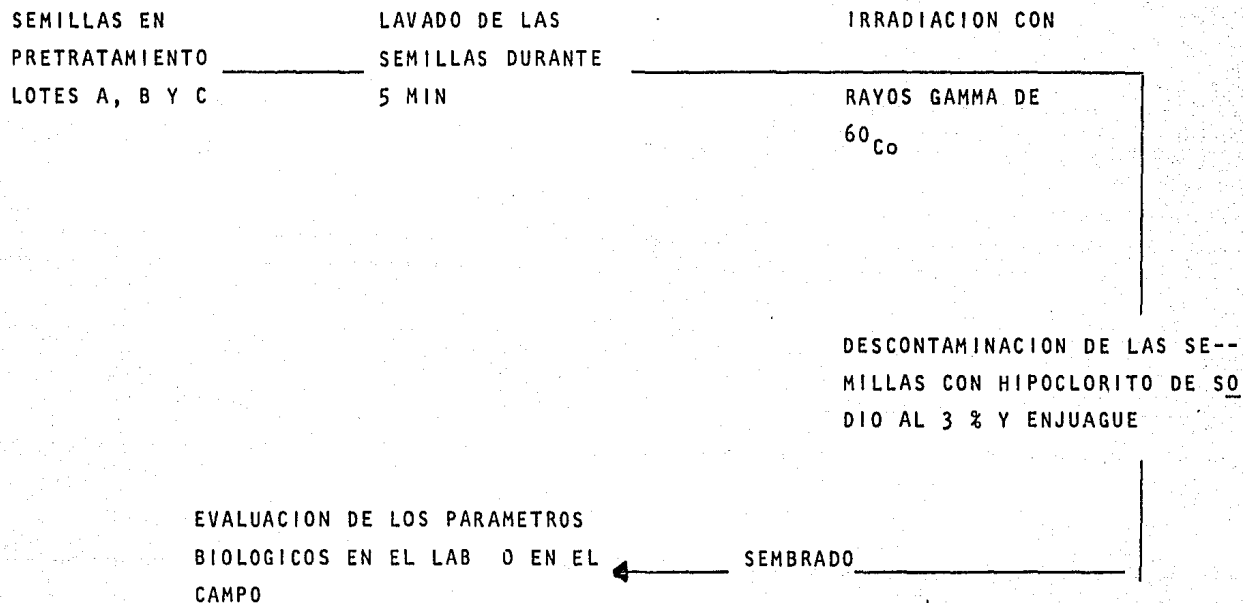 SEMILLAS EN
PRETRATAMIENTO
LOTES A, B Y C
LAVADO DE LAS
SEMILLAS DURANTE
5 MIN
IRRADIACION CON
RAYOS GAMMA DE
60Co
DESCONTAMINACION DE LAS SE--
MILLAS CON HIPOCLORITO DE SO
DIO AL 3 % Y ENJUAGUE
SEMBRADO
EVALUACION DE LOS PARAMETROS
BIOLOGICOS EN EL LAB O EN EL
CAMPO